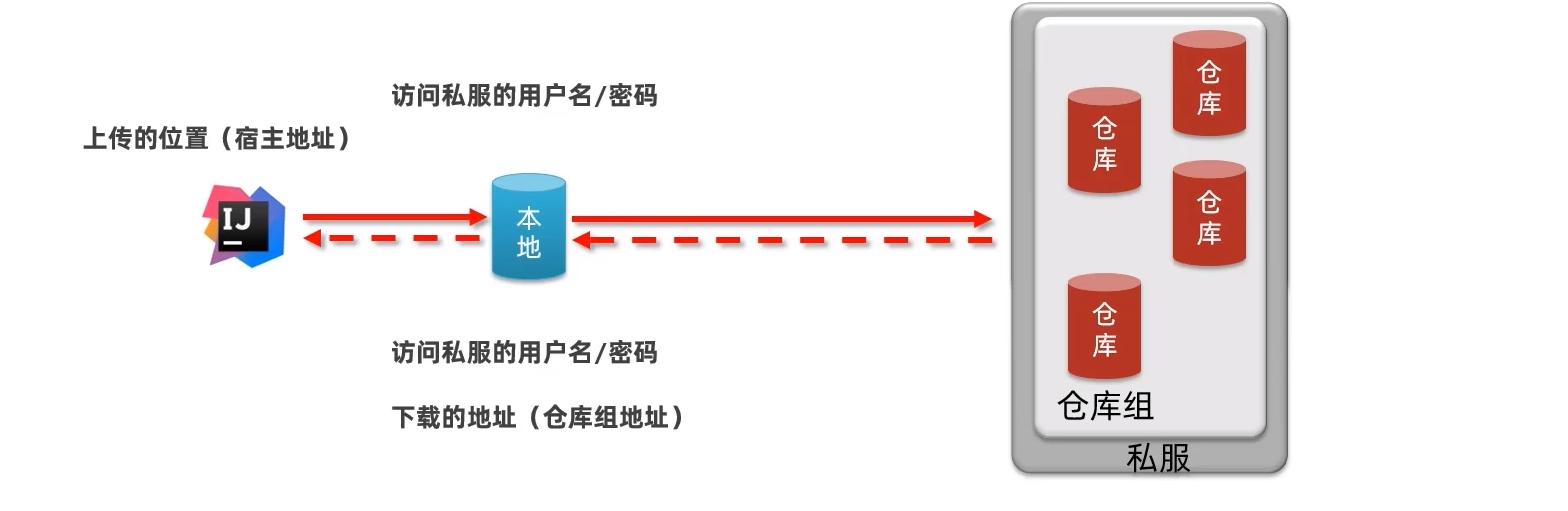 访问私服的用户名/密码
上传的位置（宿主地址）
IJ
本地
仓库
仓库
仓库
仓库
仓库组
私服
访问私服的用户名/密码
下载的地址（仓库组地址）